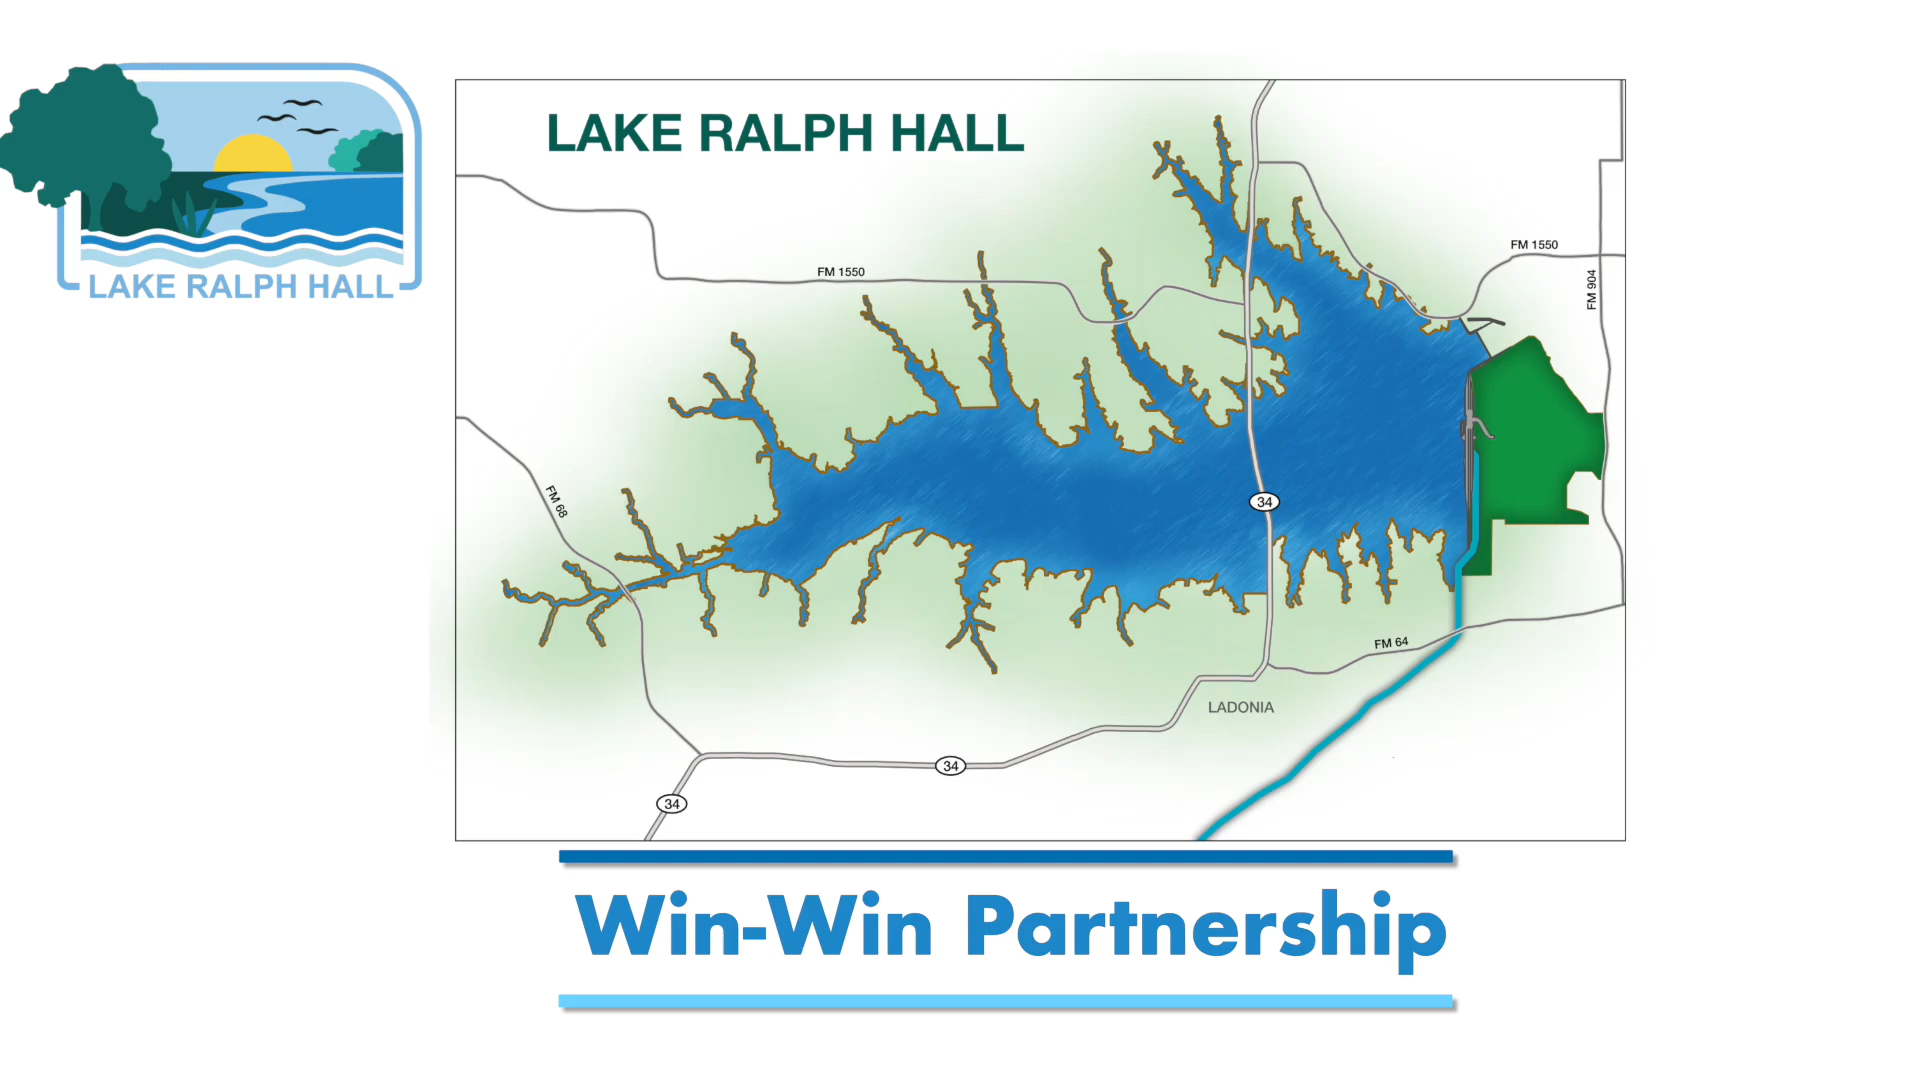 LAKE RALPH HALL
LAKE RALPH HALL
FM 1550
FM 1550
FM 904
FM 68
34
FM 64
LADONIA
34
34
Win-Win Partnership